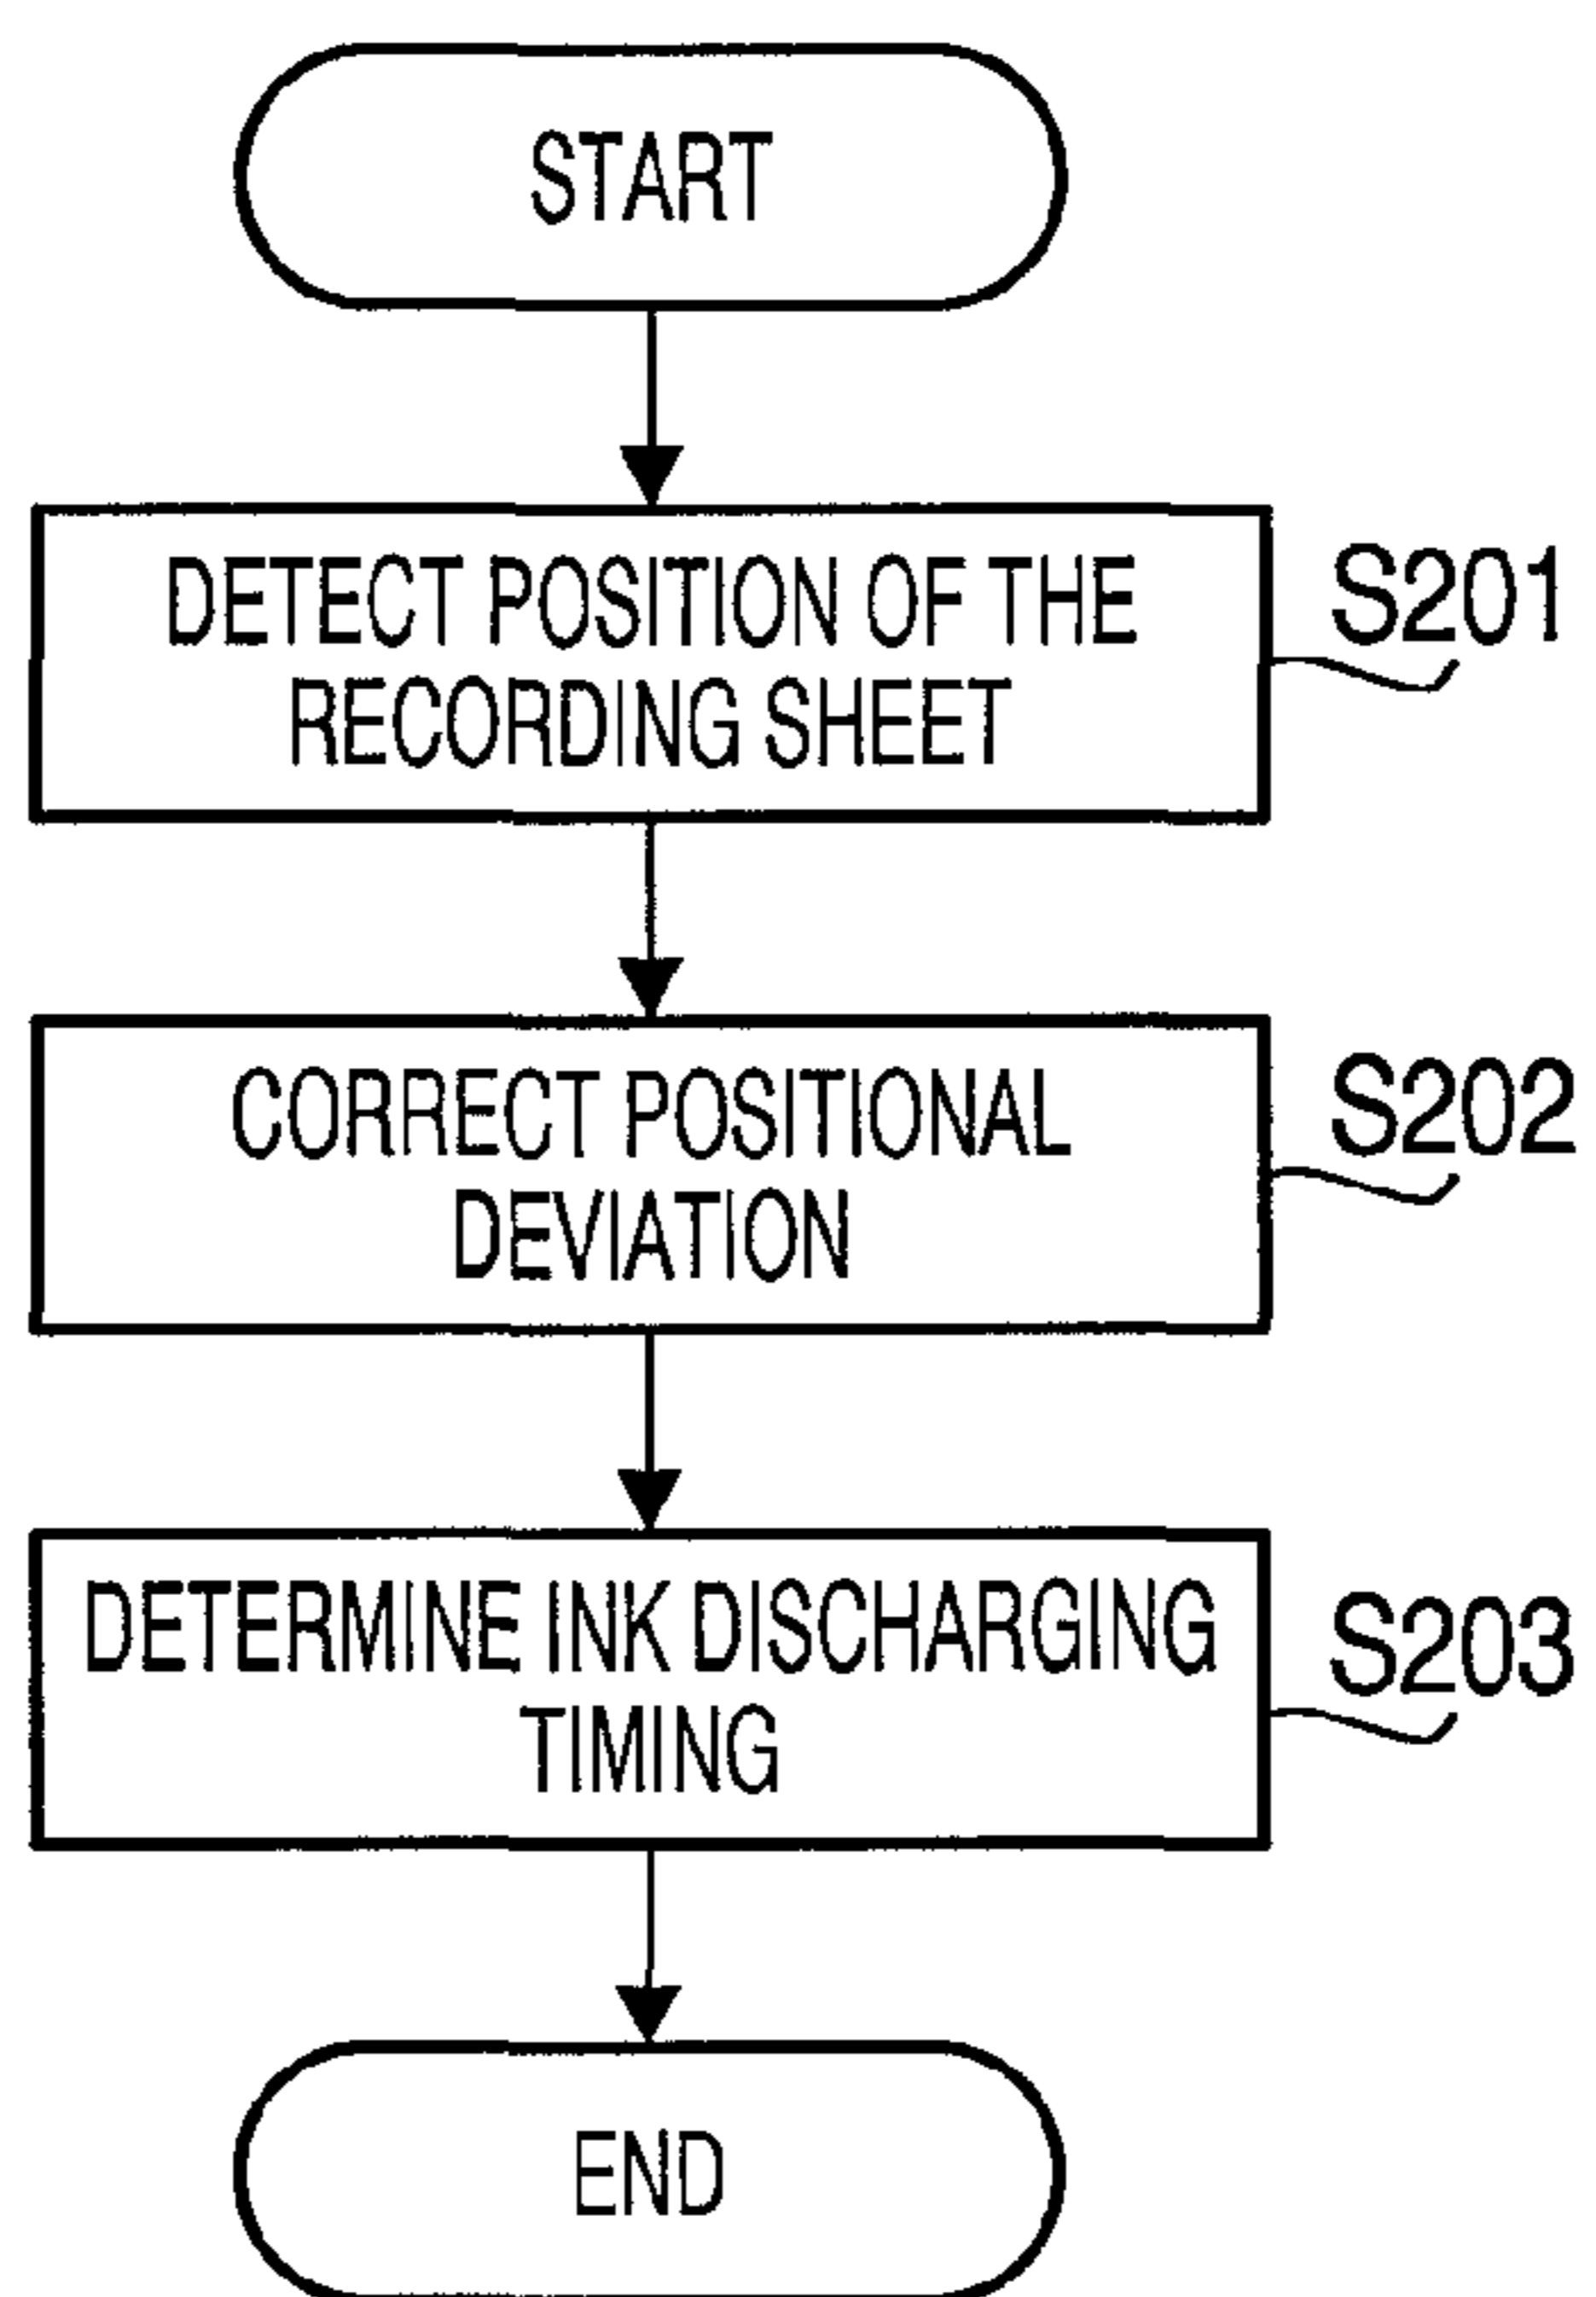 START
DETECT POSITION OF THE
RECORDING SHEET
S201
CORRECT POSITIONAL
DEVIATION
S202
DETERMINE INK DISCHARGING
TIMING
S203
END